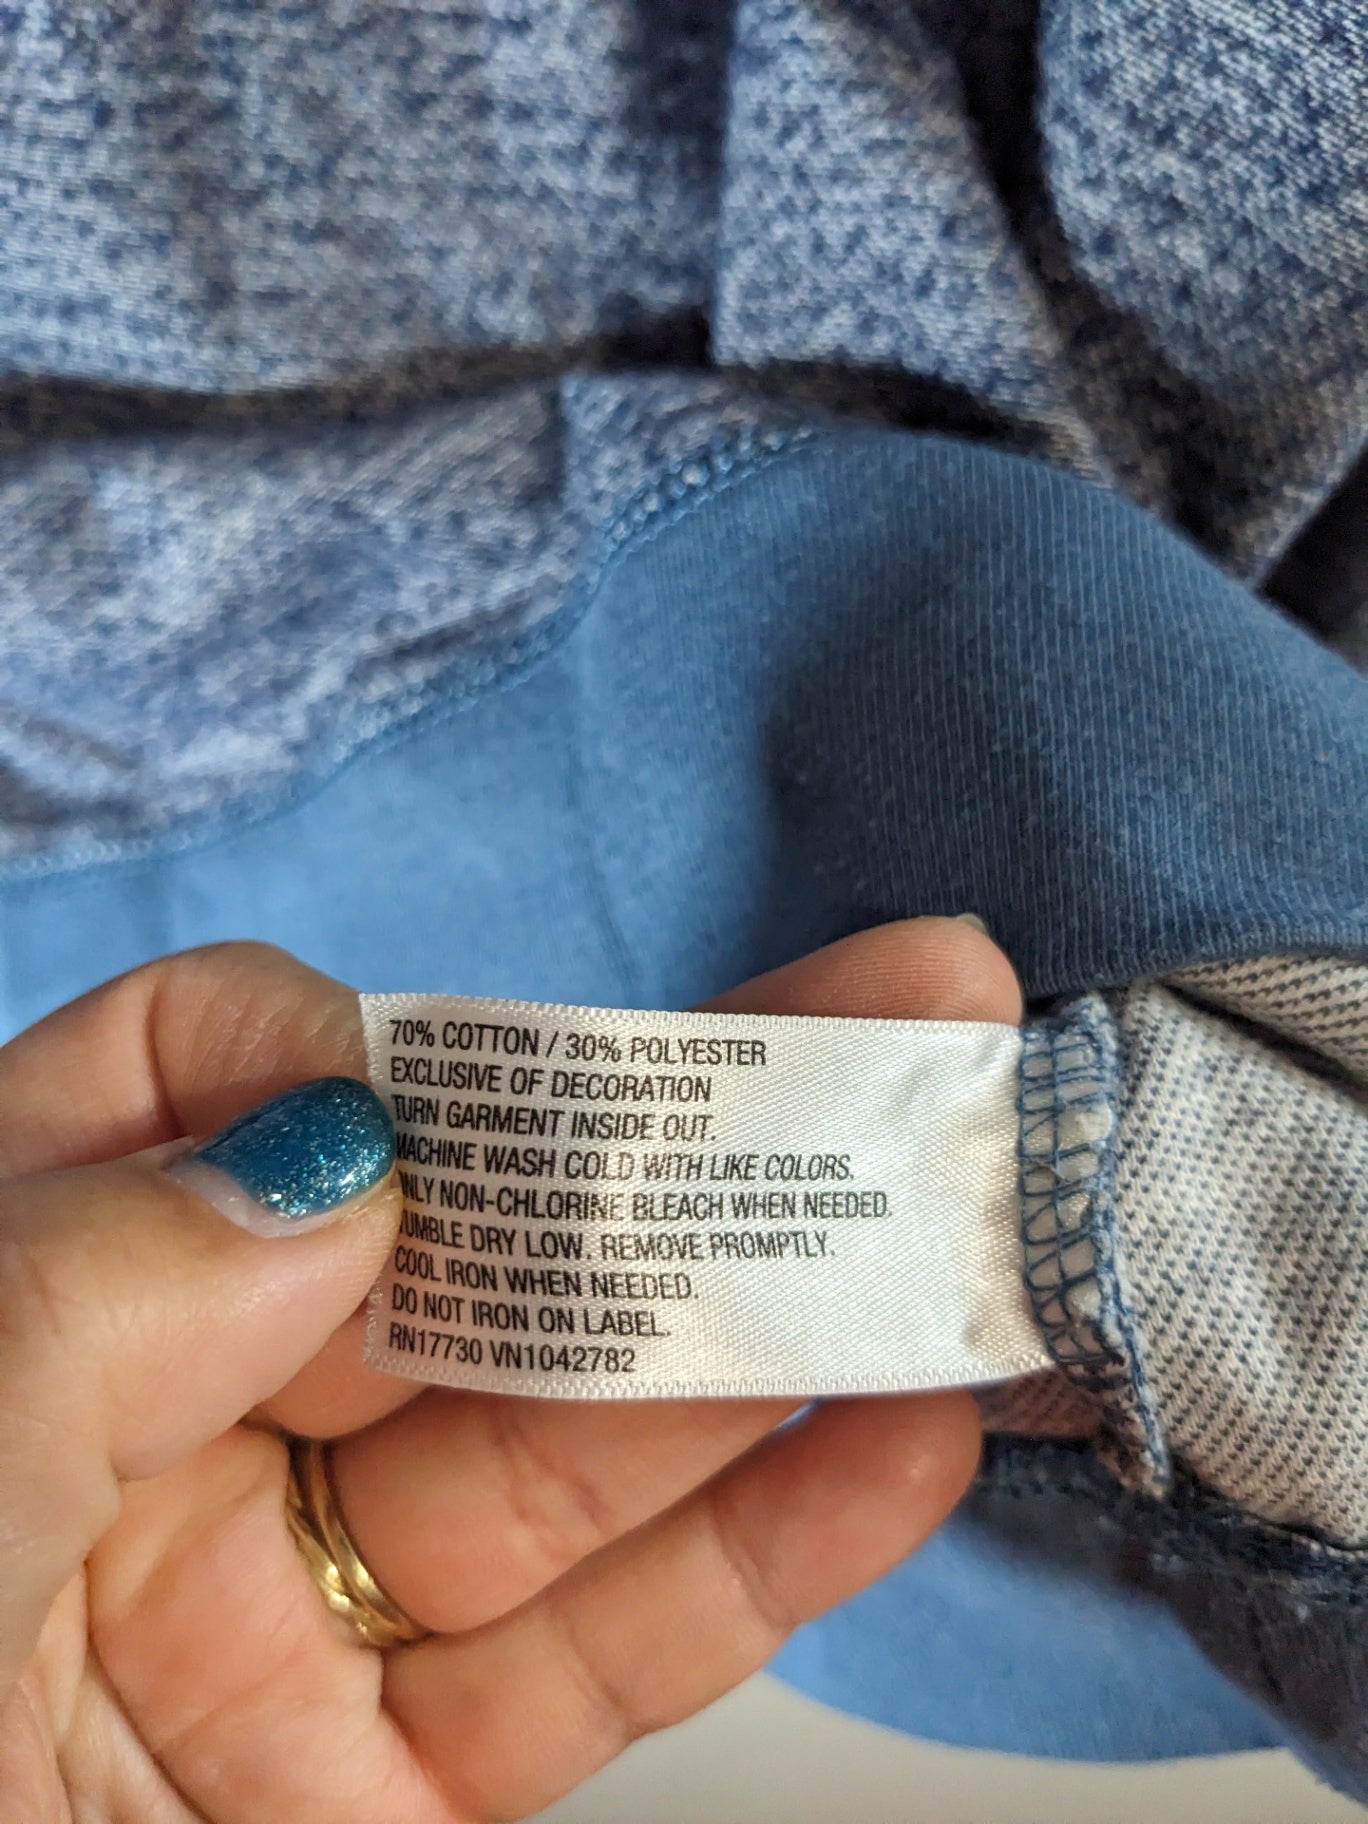 70% COTTON / 30% POLYESTER
EXCLUSIVE OF DECORATION
TURN GARMENT INSIDE OUT.
MACHINE WASH COLD WITH LIKE COLORS.
ONLY NON-CHLORINE BLEACH WHEN NEEDED.
TUMBLE DRY LOW. REMOVE PROMPTLY.
COOL IRON WHEN NEEDED.
DO NOT IRON ON LABEL.
RN17730 VN1042782